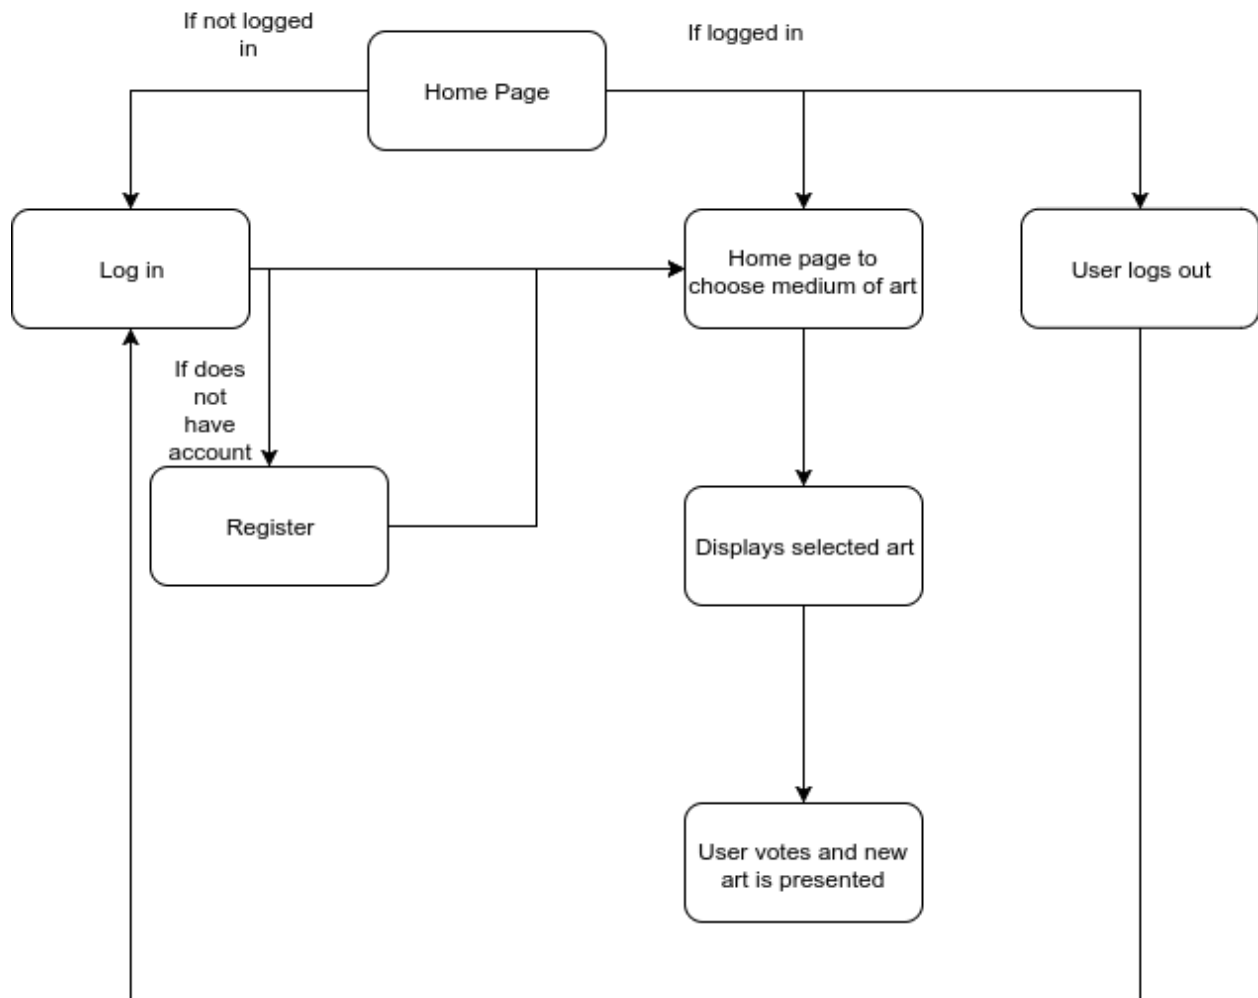 If not logged
in
If logged in
Home Page
Log in
Home page to
choose medium of art
User logs out
If does
not
have
account
Register
Displays selected art
User votes and new
art is presented